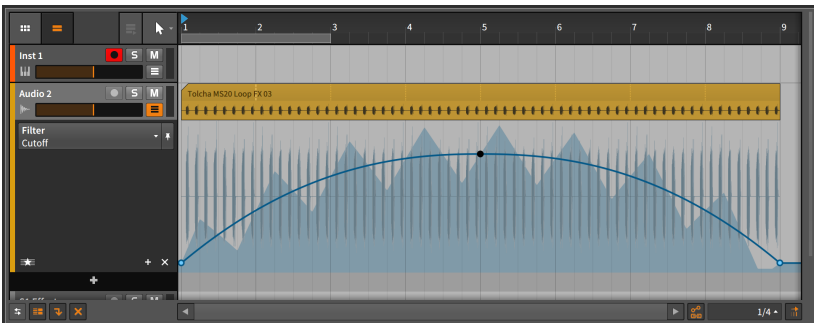 1 2 3 4 5 6 7 8 9
Inst 1 S M
Audio 2 S M
Tolcha MS20 Loop FX 03
Filter
Cutoff
1/4